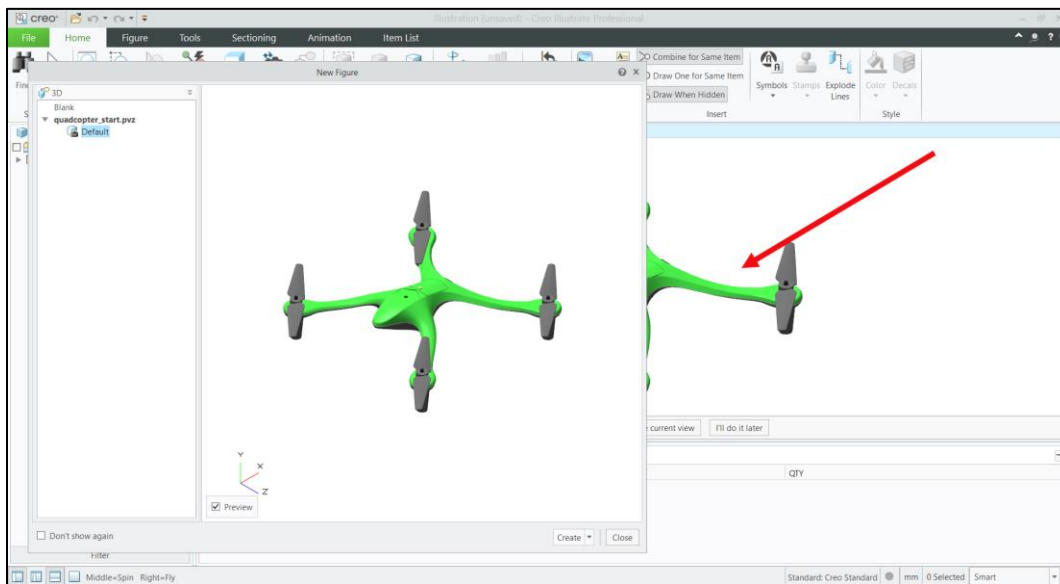 creo
Illustration (unsaved) - Creo Illustrate Professional
File Home Figure Tools Sectioning Animation Item List
Combine for Same Item
Draw One for Same Item
Draw When Hidden
Symbols Stamps Explode Lines
Color Decals
Insert
Style
New Figure
3D
Blank
quadcopter_start.pvz
Default
Y
X
Z
Preview
Don't show again
Create
Close
current view
I'll do it later
QTY
Filter
Middle=Spin Right=Fly
Standard: Creo Standard mm 0 Selected Smart